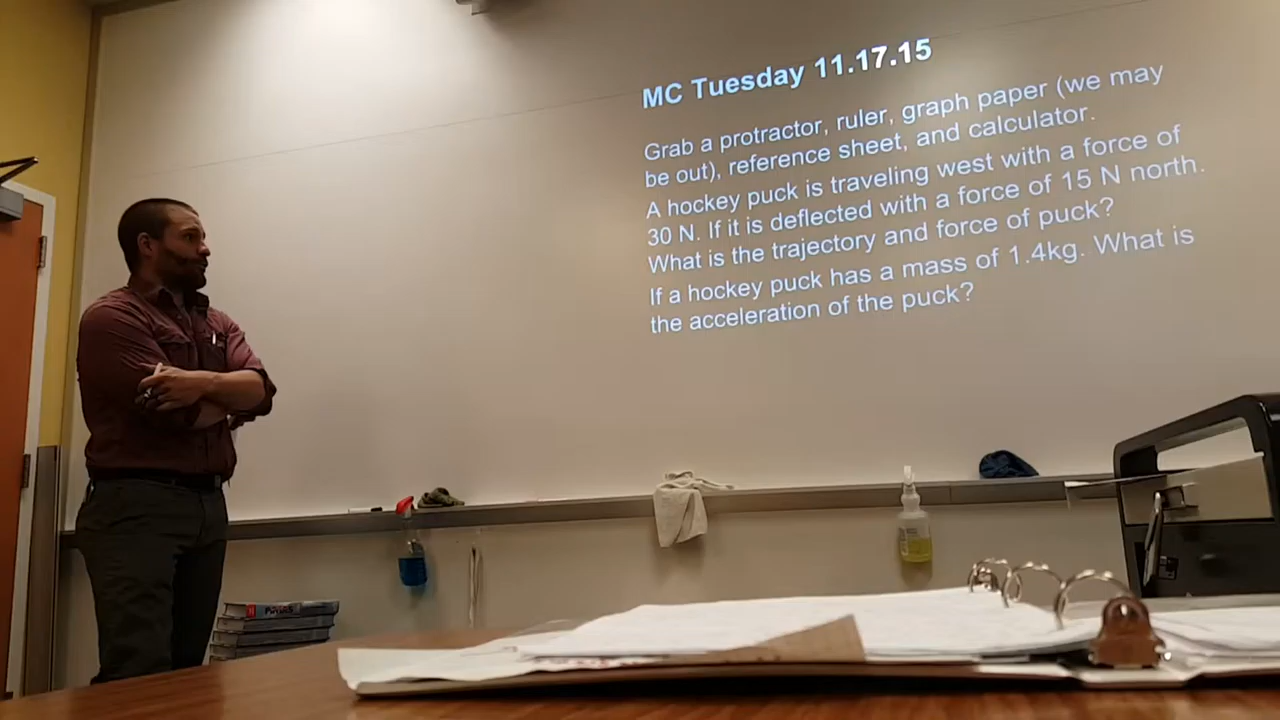 MC Tuesday 11.17.15
Grab a protractor, ruler, graph paper (we may
be out), reference sheet, and calculator.
A hockey puck is traveling west with a force of
30 N. If it is deflected with a force of 15 N north.
What is the trajectory and force of puck?
If a hockey puck has a mass of 1.4kg. What is
the acceleration of the puck?
PHYSICS